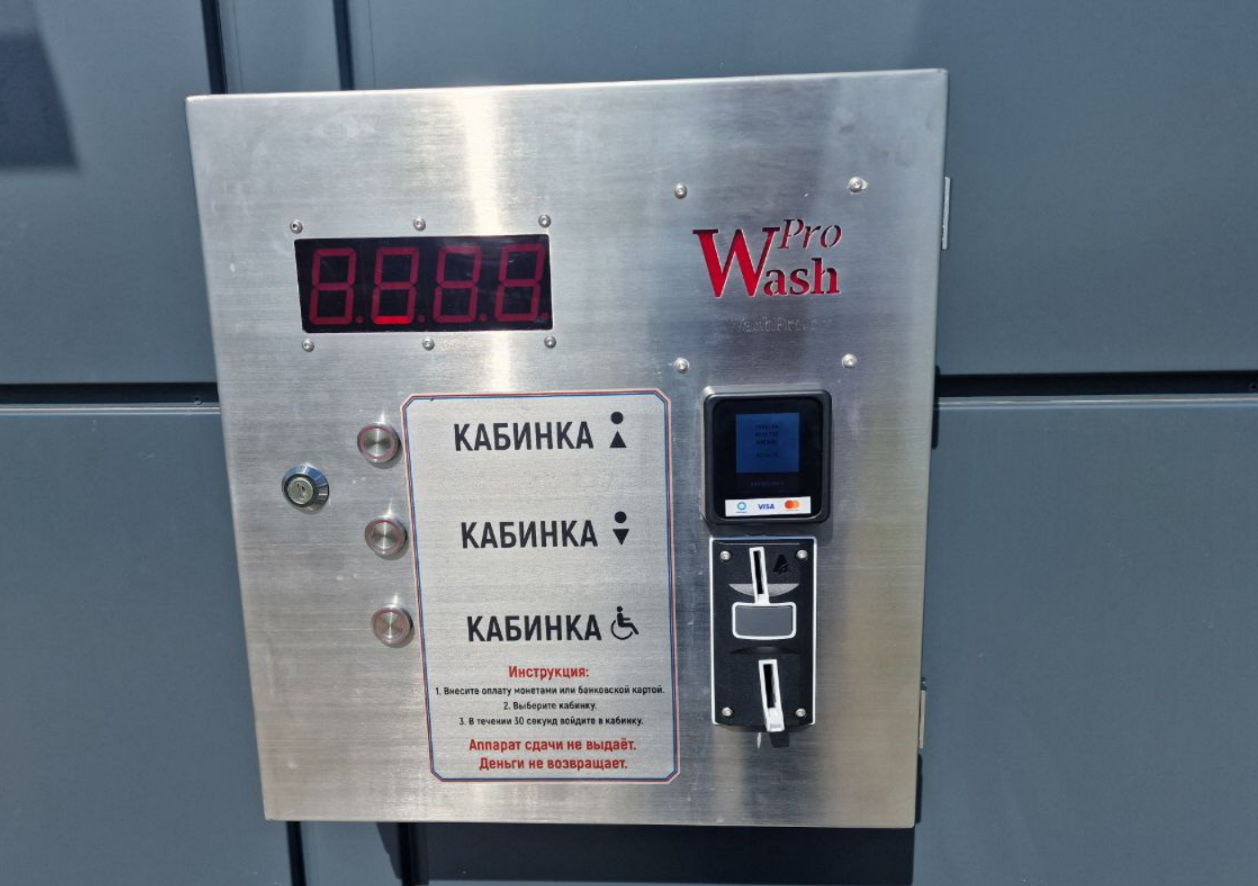 Pro
Wash
КАБИНКА
КАБИНКА
КАБИНКА
VISA
Инструкция:
1. Внесите оплату монетами или банковской картой.
2. Выберите кабинку.
3. В течении 30 секунд войдите в кабинку.
Аппарат сдачи не выдаёт.
Деньги не возвращает.